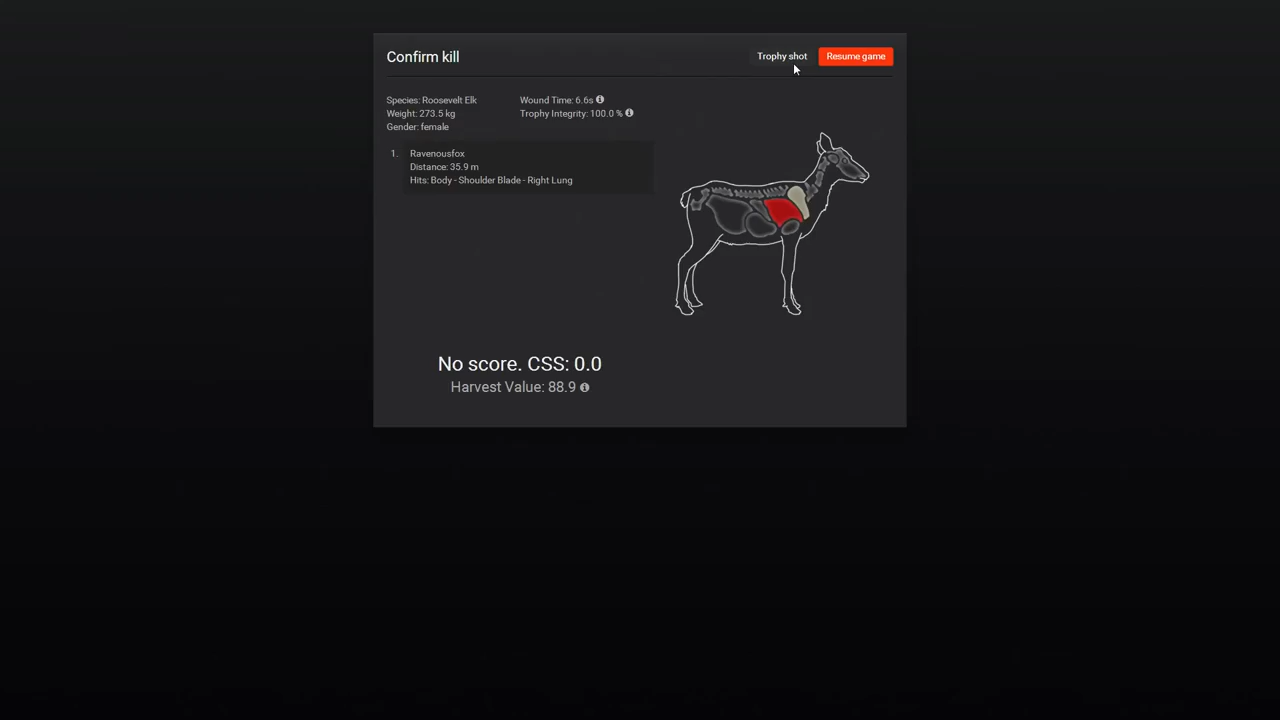 Confirm kill
Trophy shot
Resume game
Species: Roosevelt Elk
Weight: 273.5 kg
Gender: female
Wound Time: 6.6s
Trophy Integrity: 100.0 %
1. Ravenousfox
Distance: 35.9 m
Hits: Body - Shoulder Blade - Right Lung
No score. CSS: 0.0
Harvest Value: 88.9